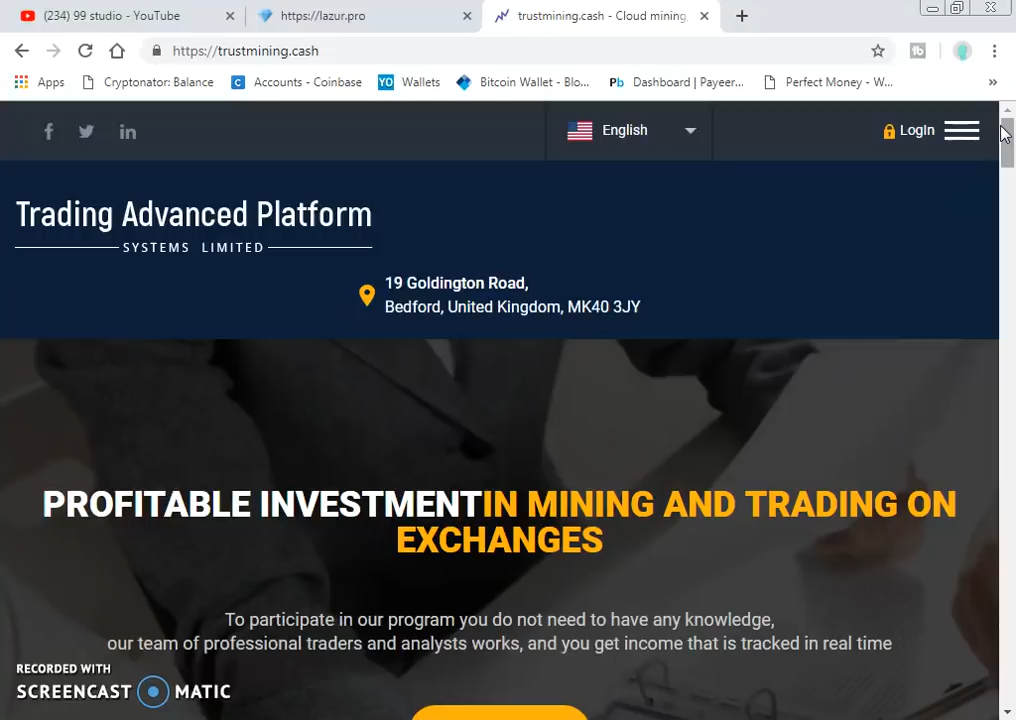 (234) 99 studio - YouTube
https://lazur.pro
trustmining.cash - Cloud mining,
https://trustmining.cash
Apps
Cryptonator: Balance
C Accounts - Coinbase
YO Wallets
Bitcoin Wallet - Blo...
Pb Dashboard | Payeer...
Perfect Money - W...
»
f
in
English
LogIn
Trading Advanced Platform
SYSTEMS LIMITED
19 Goldington Road,
Bedford, United Kingdom, MK40 3JY
PROFITABLE INVESTMENTIN MINING AND TRADING ON
EXCHANGES
To participate in our program you do not need to have any knowledge,
our team of professional traders and analysts works, and you get income that is tracked in real time
RECORDED WITH
SCREENCAST MATIC